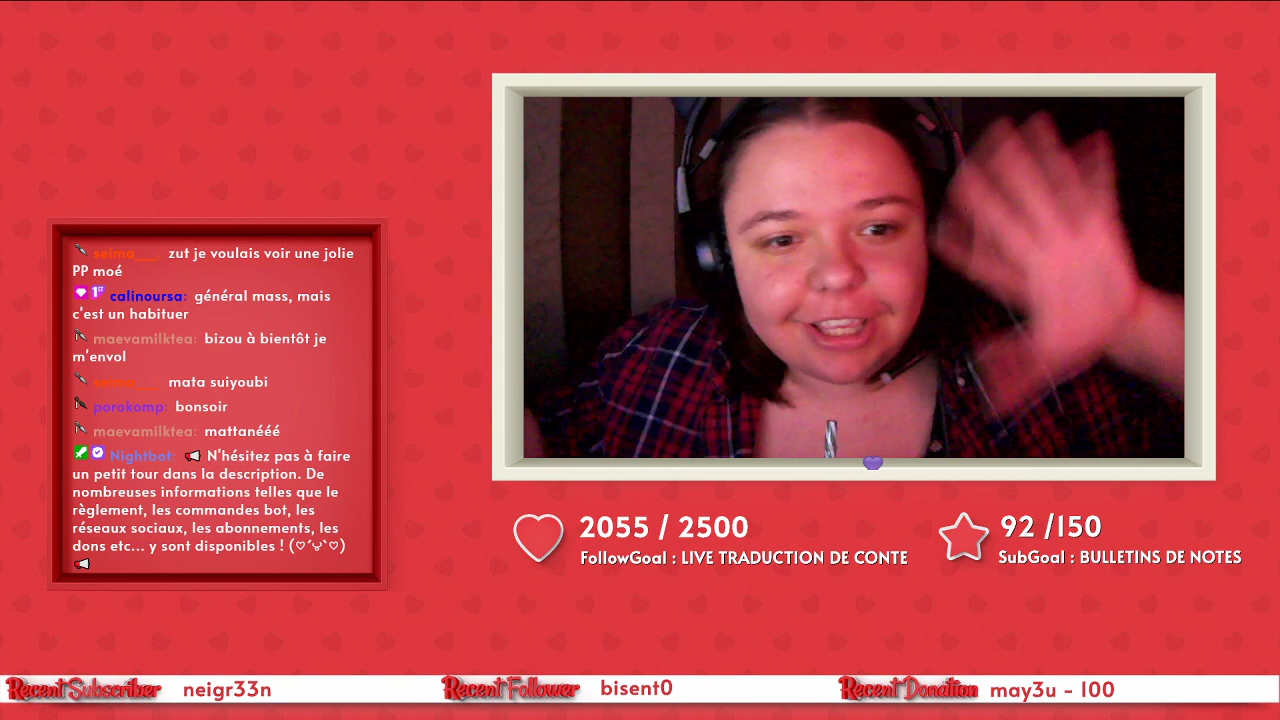 selma___: zut je voulais voir une jolie
PP moé
1ST calinoursa: général mass, mais
c'est un habituer
maevamilktea: bizou à bientôt je
m'envol
selma___: mata suiyoubi
porokomp: bonsoir
maevamilktea: mattanééé
Nightbot: 📢 N'hésitez pas à faire
un petit tour dans la description. De
nombreuses informations telles que le
règlement, les commandes bot, les
réseaux sociaux, les abonnements, les
dons etc... y sont disponibles ! (♡´౪`♡)
📢
2055 / 2500
FollowGoal : LIVE TRADUCTION DE CONTE
92 /150
SubGoal : BULLETINS DE NOTES
Recent Subscriber neigr33n
Recent Follower bisent0
Recent Donation may3u - 100